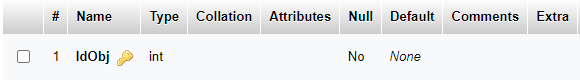 # Name Type Collation Attributes Null Default Comments Extra
1 IdObj int No None